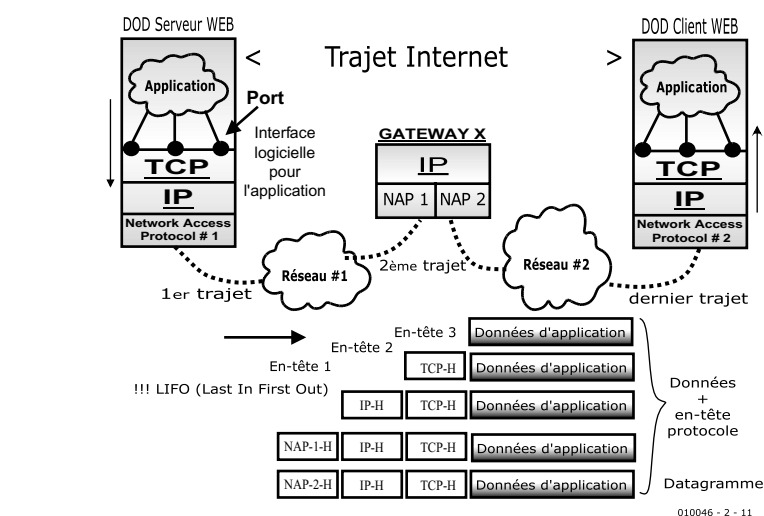 DOD Serveur WEB
DOD Client WEB
< Trajet Internet >
Application
Port
Interface
logicielle
pour
l'application
TCP
IP
Network Access
Protocol # 1
GATEWAY X
IP
NAP 1
NAP 2
Application
TCP
IP
Network Access
Protocol # 2
Réseau #1
2ème trajet
Réseau #2
1er trajet
dernier trajet
En-tête 3
Données d'application
En-tête 2
En-tête 1
TCP-H
Données d'application
!!! LIFO (Last In First Out)
IP-H
TCP-H
Données d'application
NAP-1-H
IP-H
TCP-H
Données d'application
NAP-2-H
IP-H
TCP-H
Données d'application
Données
+
en-tête
protocole
Datagramme
010046 - 2 - 11